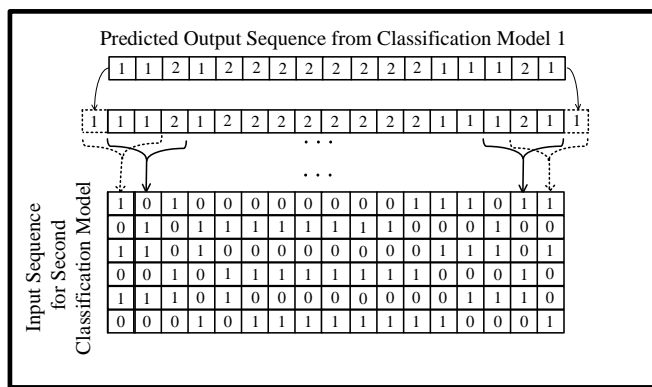 Predicted Output Sequence from Classification Model 1
1 1 2 1 2 2 2 2 2 2 2 2 1 1 1 2 1
1 1 1 2 1 2 2 2 2 2 2 2 2 1 1 1 2 1 1
. . .
. . .
Input Sequence
for Second
Classification Model
1 0 1 0 0 0 0 0 0 0 0 1 1 1 0 1 1
0 1 0 1 1 1 1 1 1 1 1 0 0 0 1 0 0
1 1 0 1 0 0 0 0 0 0 0 0 1 1 1 0 1
0 0 1 0 1 1 1 1 1 1 1 1 0 0 0 1 0
1 1 1 0 1 0 0 0 0 0 0 0 0 1 1 1 0
0 0 0 1 0 1 1 1 1 1 1 1 1 0 0 0 1